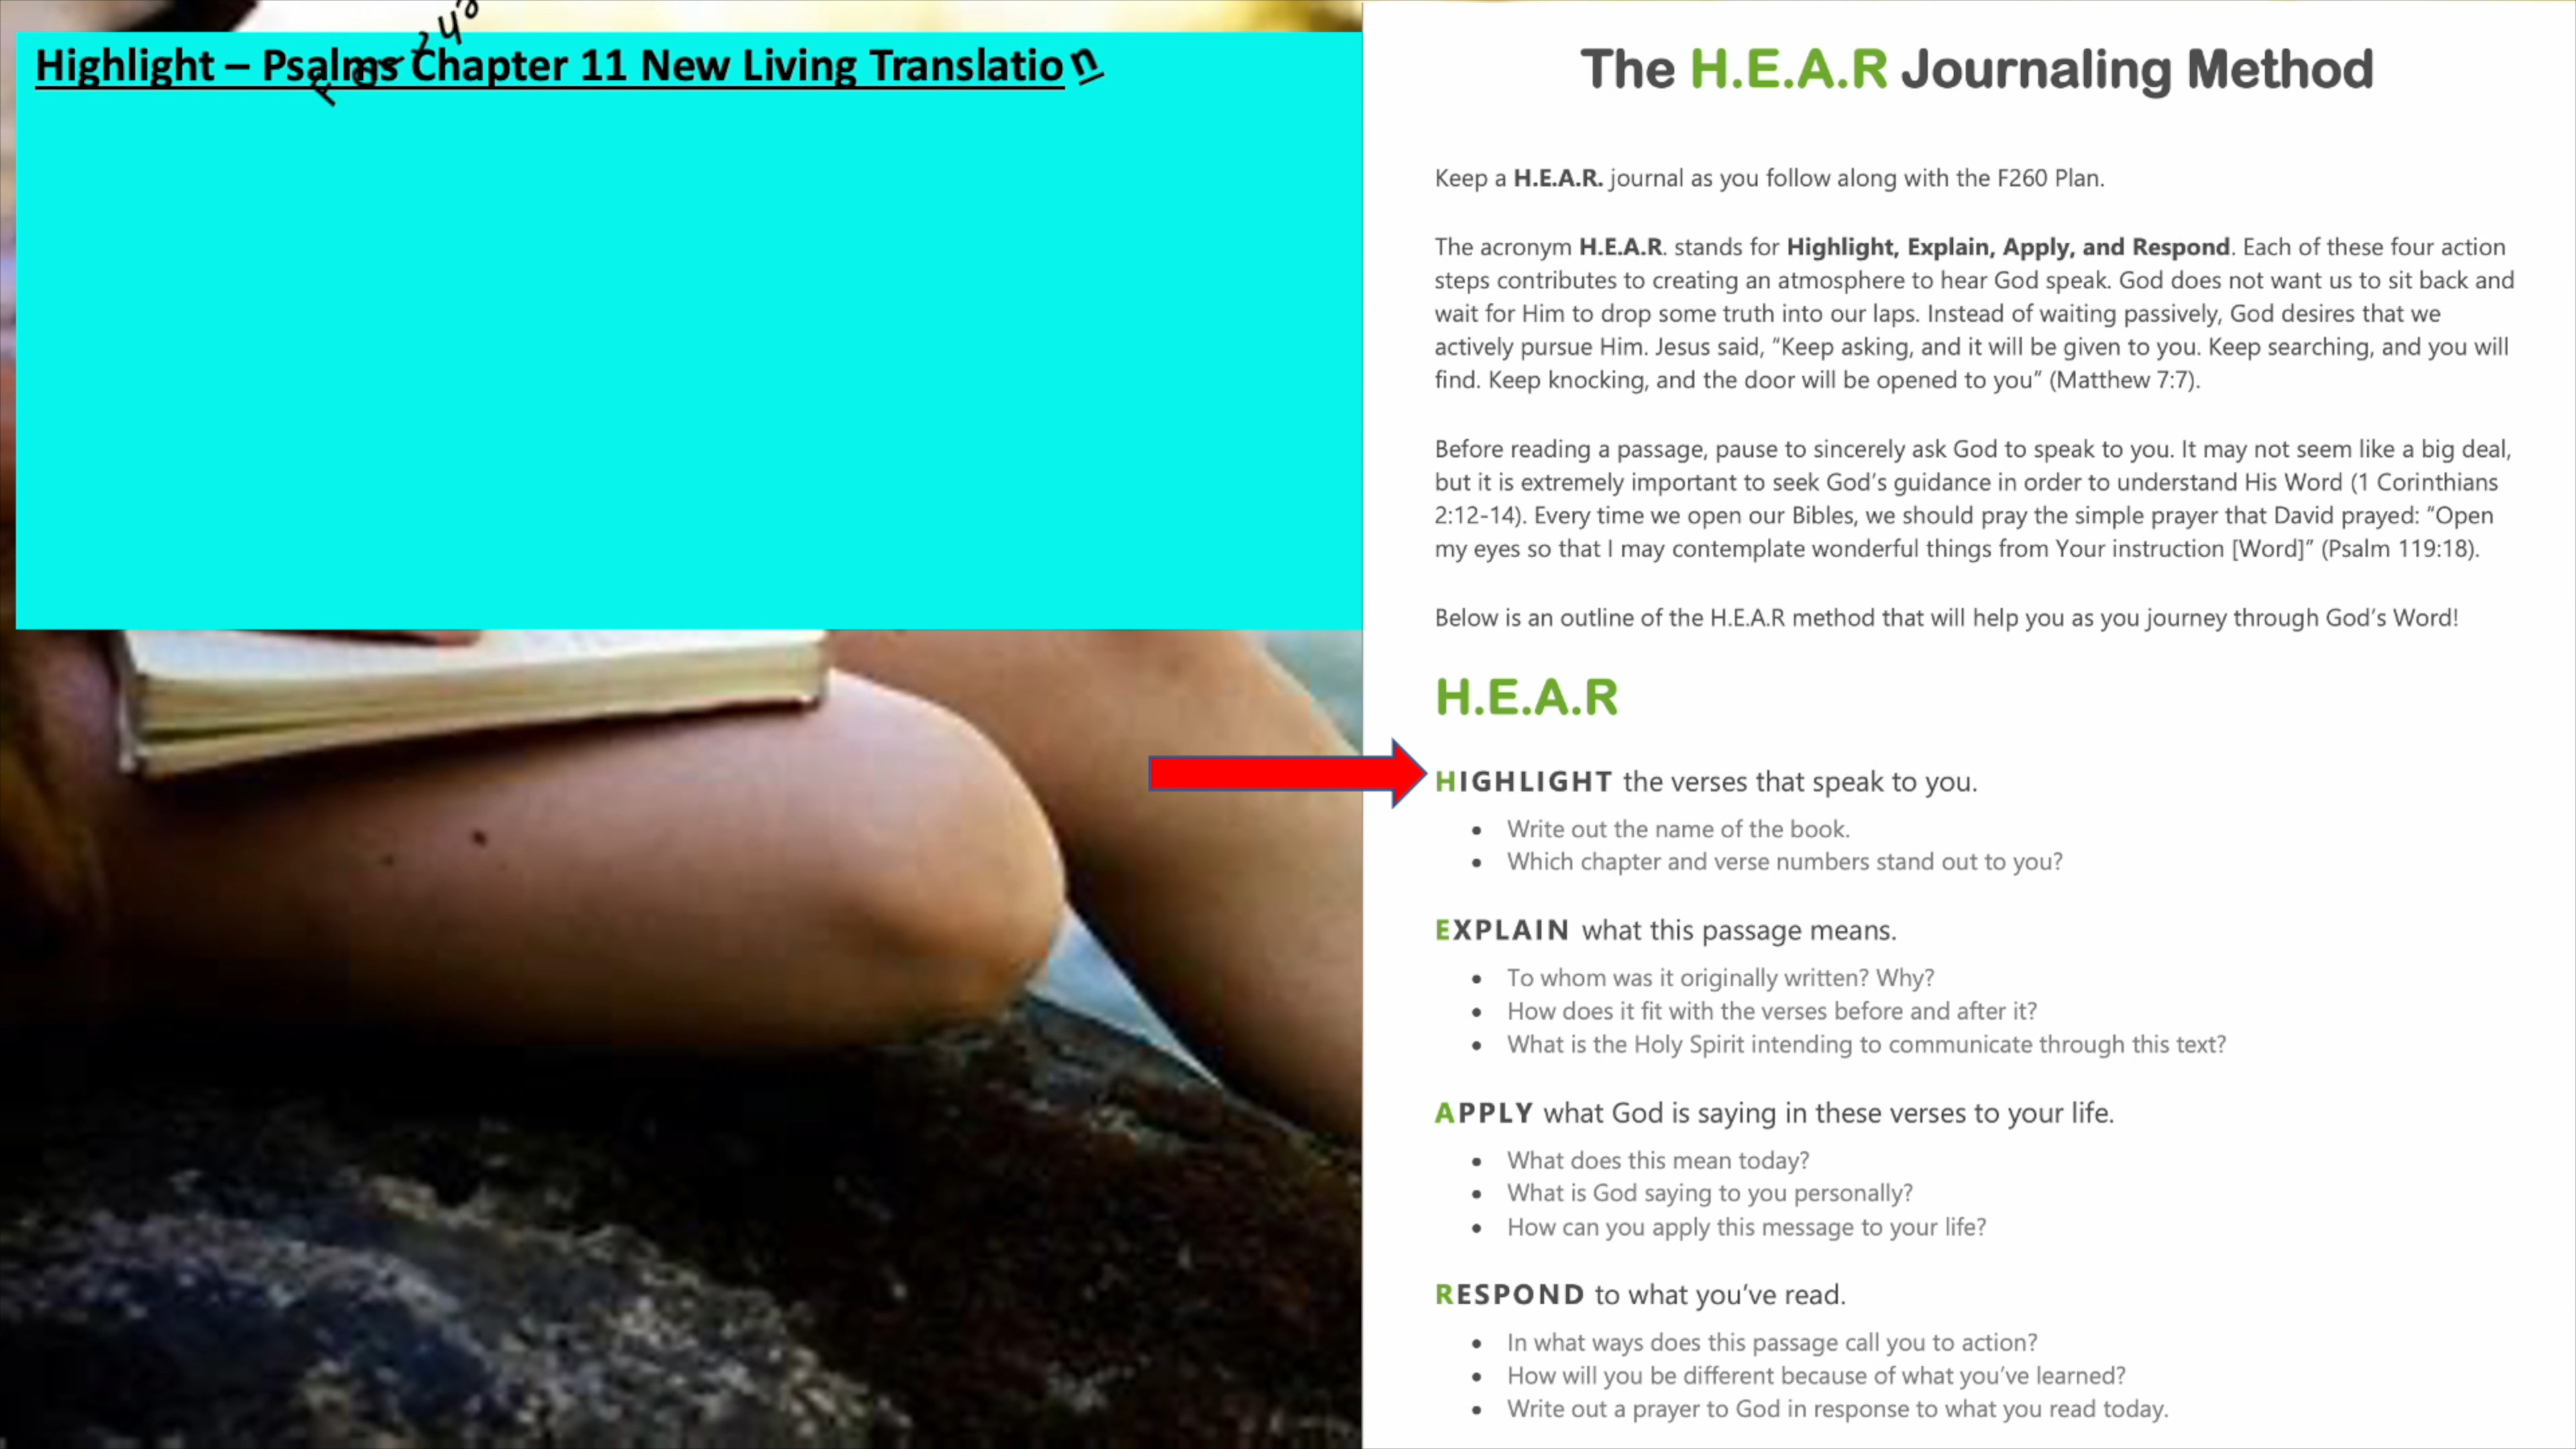 Highlight – Psalms Chapter 11 New Living Translation
The H.E.A.R Journaling Method
Keep a H.E.A.R. journal as you follow along with the F260 Plan.
The acronym H.E.A.R. stands for Highlight, Explain, Apply, and Respond. Each of these four action
steps contributes to creating an atmosphere to hear God speak. God does not want us to sit back and
wait for Him to drop some truth into our laps. Instead of waiting passively, God desires that we
actively pursue Him. Jesus said, “Keep asking, and it will be given to you. Keep searching, and you will
find. Keep knocking, and the door will be opened to you” (Matthew 7:7).
Before reading a passage, pause to sincerely ask God to speak to you. It may not seem like a big deal,
but it is extremely important to seek God’s guidance in order to understand His Word (1 Corinthians
2:12-14). Every time we open our Bibles, we should pray the simple prayer that David prayed: “Open
my eyes so that I may contemplate wonderful things from Your instruction [Word]” (Psalm 119:18).
Below is an outline of the H.E.A.R method that will help you as you journey through God’s Word!
H.E.A.R
HIGHLIGHT the verses that speak to you.
• Write out the name of the book.
• Which chapter and verse numbers stand out to you?
EXPLAIN what this passage means.
• To whom was it originally written? Why?
• How does it fit with the verses before and after it?
• What is the Holy Spirit intending to communicate through this text?
APPLY what God is saying in these verses to your life.
• What does this mean today?
• What is God saying to you personally?
• How can you apply this message to your life?
RESPOND to what you’ve read.
• In what ways does this passage call you to action?
• How will you be different because of what you’ve learned?
• Write out a prayer to God in response to what you read today.